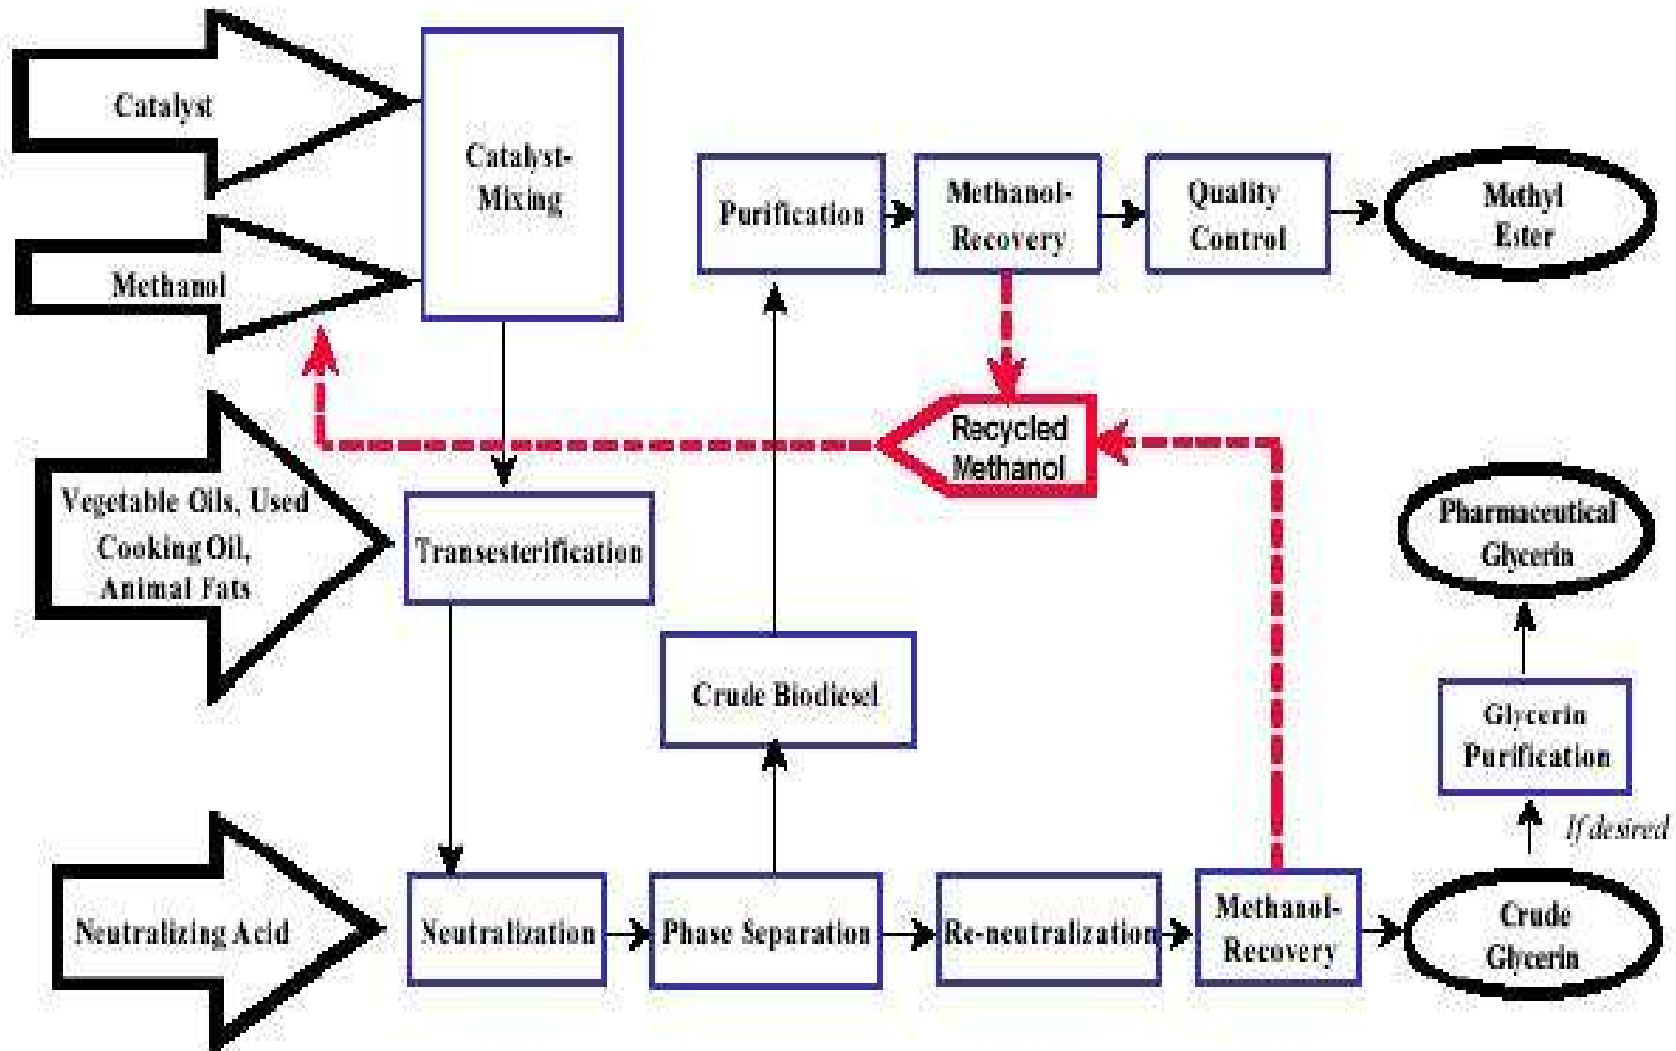 Catalyst
Catalyst-
Mixing
Methanol
Purification
Methanol-
Recovery
Quality
Control
Methyl
Ester
Recycled
Methanol
Vegetable Oils, Used
Cooking Oil,
Animal Fats
Transesterification
Pharmaceutical
Glycerin
Crude Biodiesel
Glycerin
Purification
If desired
Neutralizing Acid
Neutralization
Phase Separation
Re-neutralization
Methanol-
Recovery
Crude
Glycerin